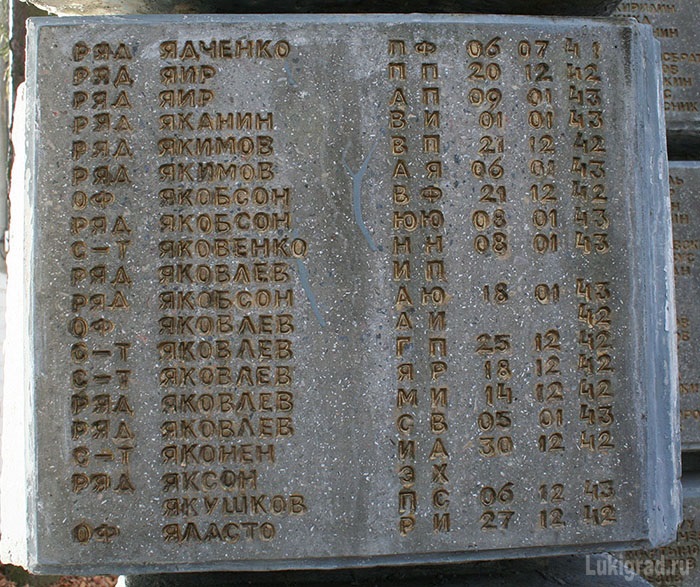 РЯД ЯДЧЕНКО П Ф 06 07 41
РЯД ЯИР П П 20 12 42
РЯД ЯИР А П 09 01 43
РЯД ЯКАНИН В И 01 01 43
РЯД ЯКИМОВ В П 21 12 42
РЯД ЯКИМОВ А Я 06 01 43
ОФ ЯКОБСОН В Ф 21 12 42
РЯД ЯКОБСОН Ю Ю 08 01 43
С-Т ЯКОВЕНКО Н Н 08 01 43
РЯД ЯКОВЛЕВ И П
РЯД ЯКОБСОН А Ю 18 01 43
ОФ ЯКОВЛЕВ А И 42
С-Т ЯКОВЛЕВ Г П 25 12 42
С-Т ЯКОВЛЕВ Я Р 18 12 42
РЯД ЯКОВЛЕВ М И 14 12 42
РЯД ЯКОВЛЕВ С В 05 01 43
С-Т ЯКОНЕН И А 30 12 42
РЯД ЯКСОН Э Х
ЯКУШКОВ П С 06 12 43
ОФ ЯЛАСТО Р И 27 12 42
Lukigrad.ru